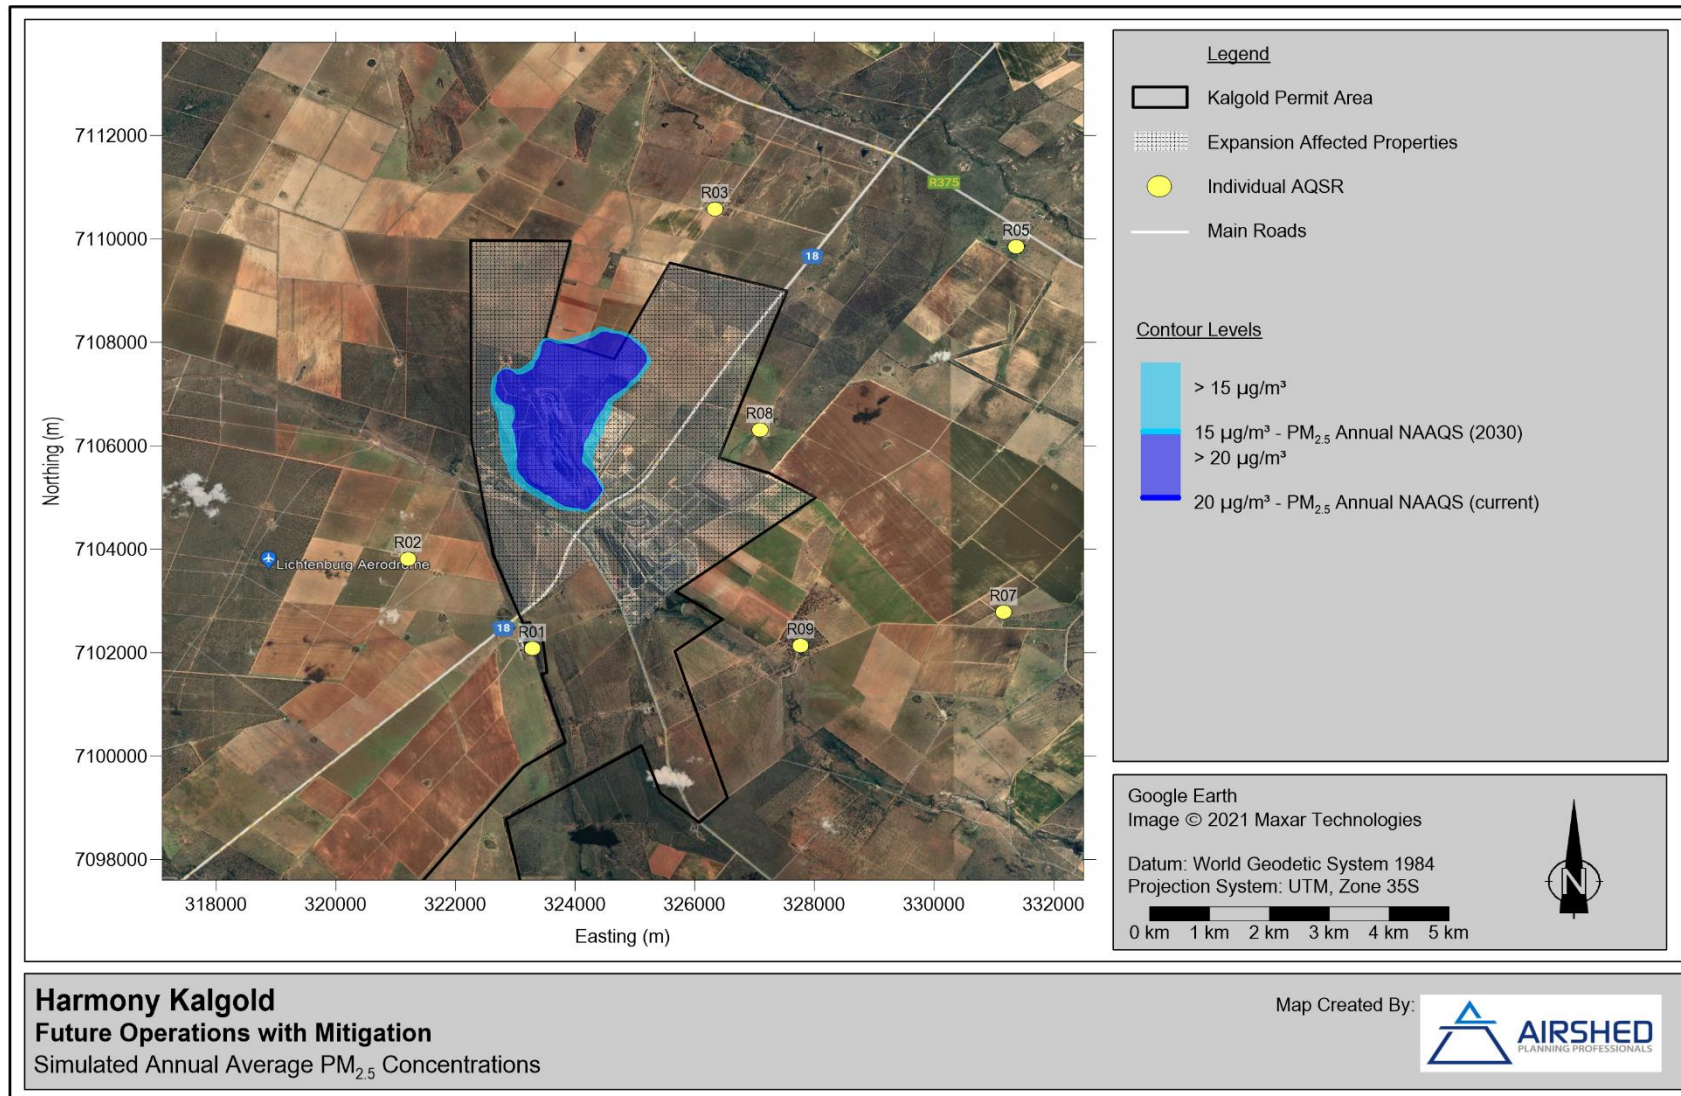 7112000
7110000
7108000
7106000
7104000
7102000
7100000
7098000
Northing (m)
318000
320000
322000
324000
326000
328000
330000
332000
Easting (m)
R375
R03
R05
18
R08
R02
Lichtenburg Aerodrome
R07
18
R01
R09
Legend
Kalgold Permit Area
Expansion Affected Properties
Individual AQSR
Main Roads
Contour Levels
> 15 µg/m³
15 µg/m³ - PM2.5 Annual NAAQS (2030)
> 20 µg/m³
20 µg/m³ - PM2.5 Annual NAAQS (current)
Google Earth
Image © 2021 Maxar Technologies
Datum: World Geodetic System 1984
Projection System: UTM, Zone 35S
N
0 km 1 km 2 km 3 km 4 km 5 km
Harmony Kalgold
Future Operations with Mitigation
Simulated Annual Average PM2.5 Concentrations
Map Created By:
AIRSHED
PLANNING PROFESSIONALS